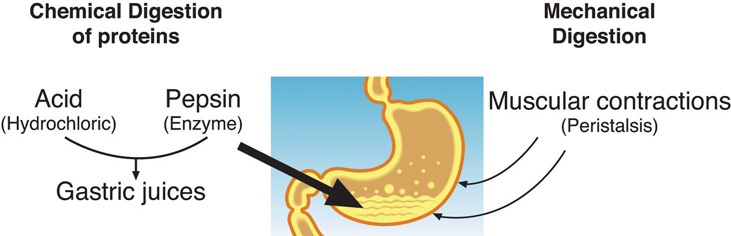 Chemical Digestion
of proteins
Acid
(Hydrochloric)
Pepsin
(Enzyme)
Gastric juices
Mechanical
Digestion
Muscular contractions
(Peristalsis)